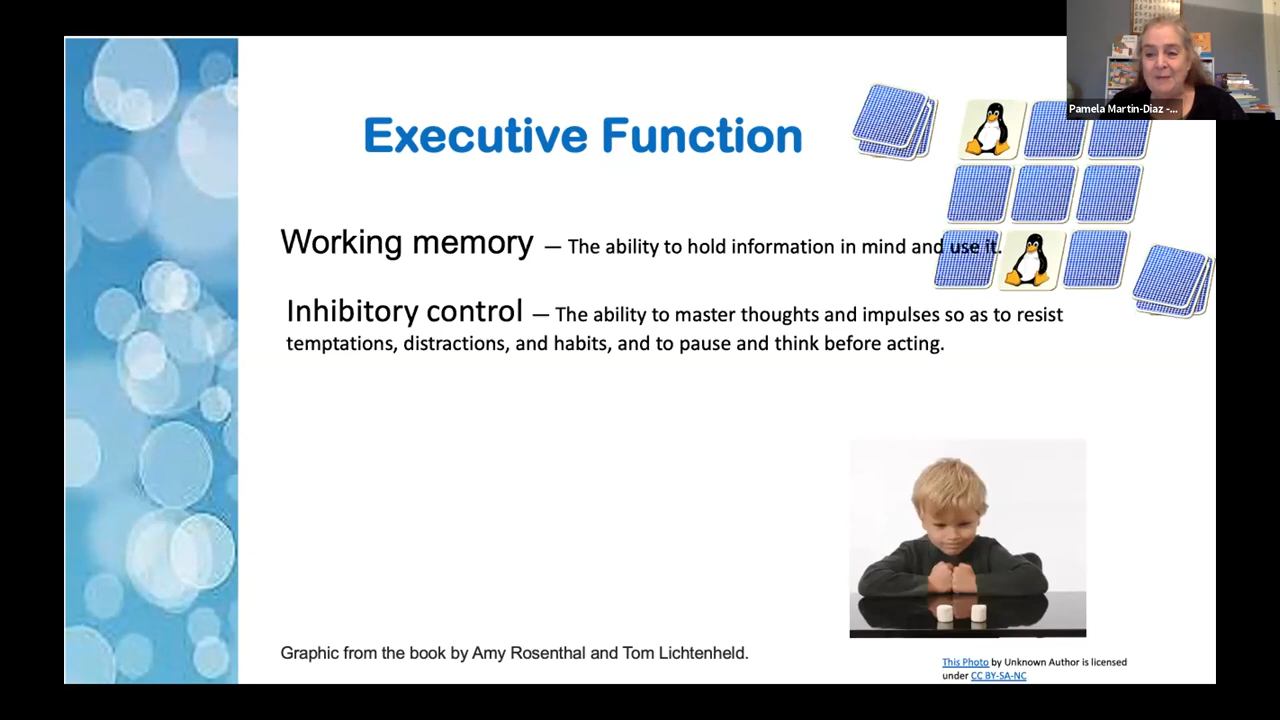 Executive Function
Pamela Martin-Diaz -...
Working memory — The ability to hold information in mind and use it.
Inhibitory control — The ability to master thoughts and impulses so as to resist
temptations, distractions, and habits, and to pause and think before acting.
Graphic from the book by Amy Rosenthal and Tom Lichtenheld.
This Photo by Unknown Author is licensed
under CC BY-SA-NC